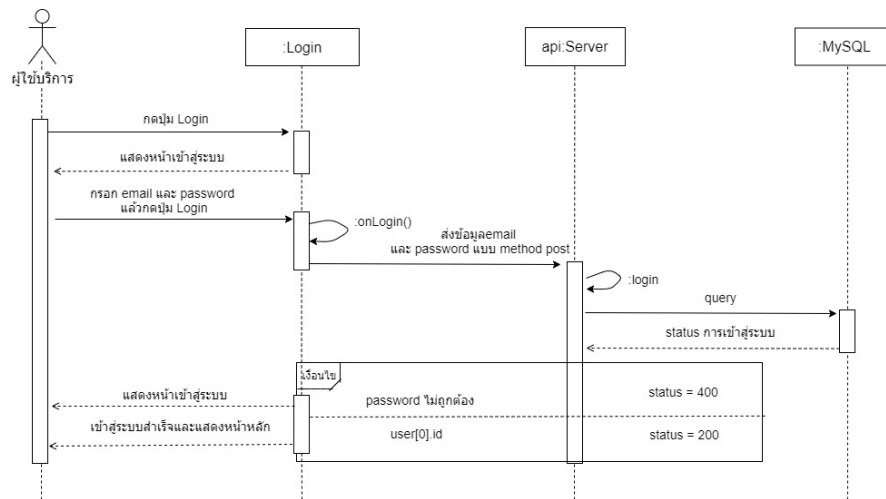 :Login
api:Server
:MySQL
ผู้ใช้บริการ
กดปุ่ม Login
แสดงหน้าเข้าสู่ระบบ
กรอก email และ password
แล้วกดปุ่ม Login
:onLogin()
ส่งข้อมูลemail
และ password แบบ method post
:login
query
status การเข้าสู่ระบบ
เงื่อนไข
แสดงหน้าเข้าสู่ระบบ
password ไม่ถูกต้อง
status = 400
เข้าสู่ระบบสำเร็จและแสดงหน้าหลัก
user[0].id
status = 200